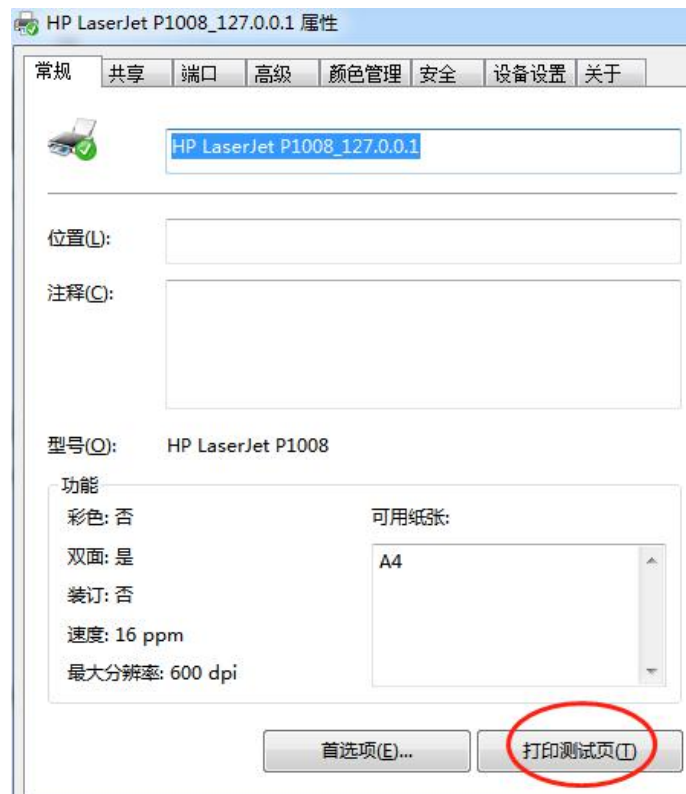 HP LaserJet P1008_127.0.0.1 属性
常规 共享 端口 高级 颜色管理 安全 设备设置 关于
HP LaserJet P1008_127.0.0.1
位置(L):
注释(C):
型号(O): HP LaserJet P1008
功能
彩色: 否 可用纸张:
双面: 是 A4
装订: 否
速度: 16 ppm
最大分辨率: 600 dpi
首选项(E)... 打印测试页(T)